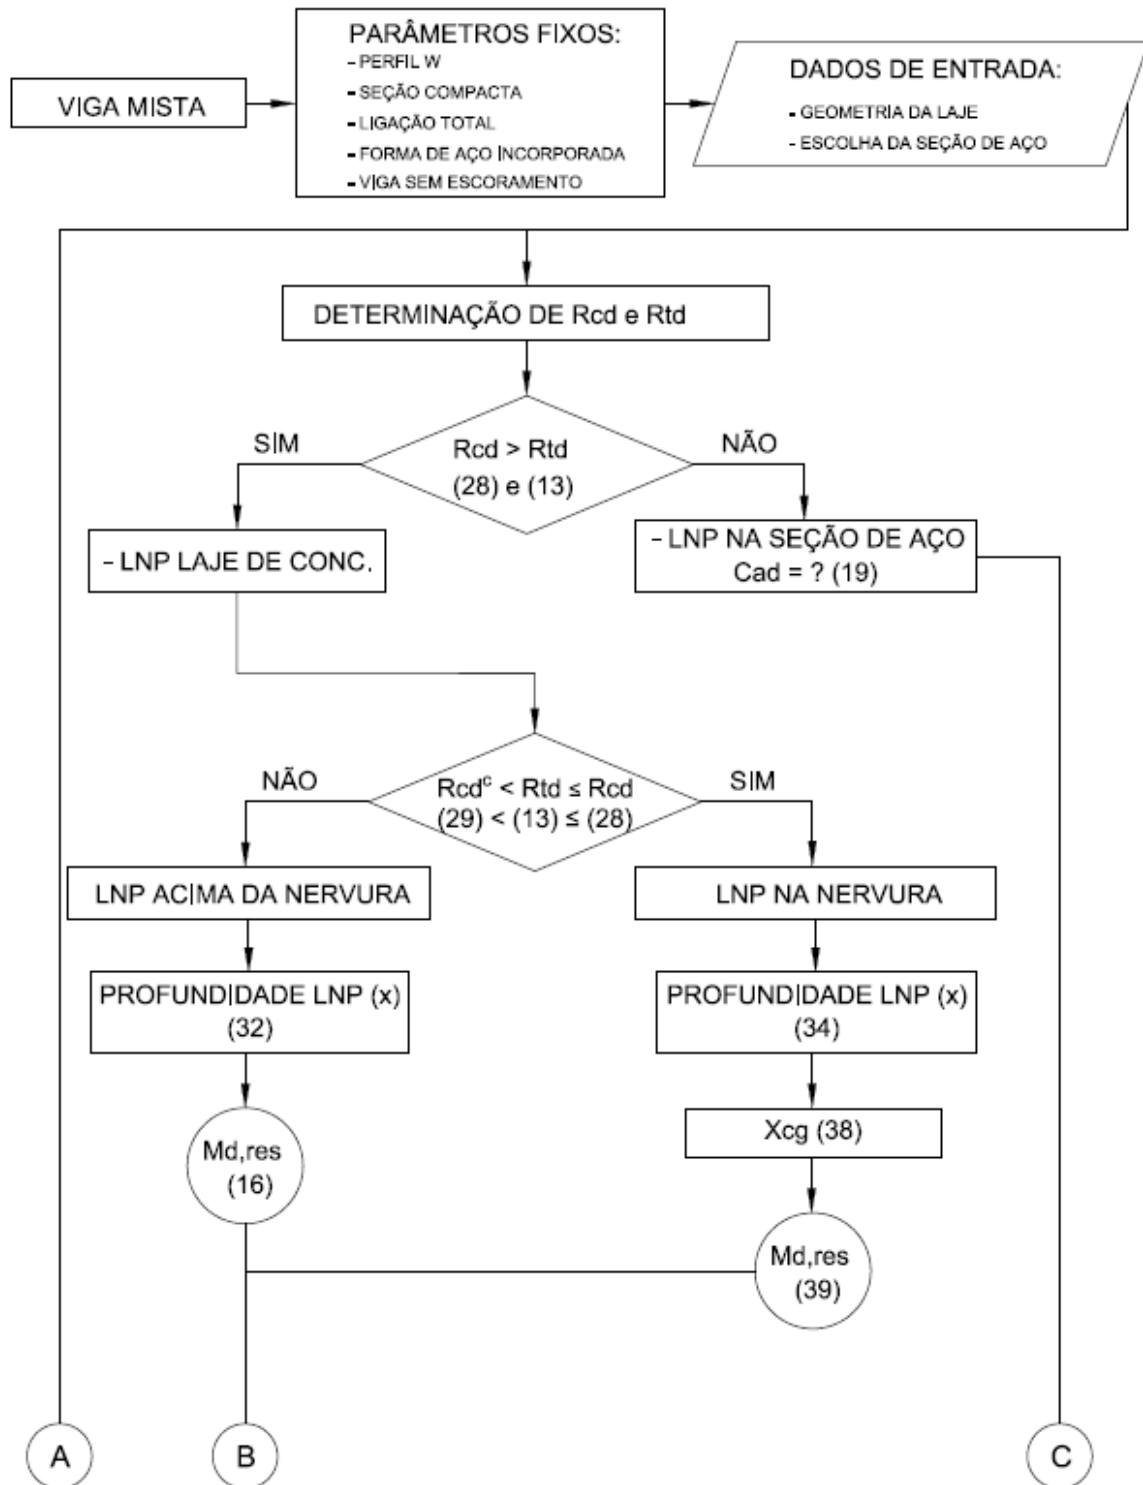 VIGA MISTA
PARÂMETROS FIXOS:
- PERFIL W
- SEÇÃO COMPACTA
- LIGAÇÃO TOTAL
- FORMA DE AÇO INCORPORADA
- VIGA SEM ESCORAMENTO
DADOS DE ENTRADA:
- GEOMETRIA DA LAJE
- ESCOLHA DA SEÇÃO DE AÇO
DETERMINAÇÃO DE Rcd e Rtd
SIM
Rcd > Rtd
(28) e (13)
NÃO
- LNP LAJE DE CONC.
- LNP NA SEÇÃO DE AÇO
Cad = ? (19)
NÃO
Rcdᶜ < Rtd ≤ Rcd
(29) < (13) ≤ (28)
SIM
LNP ACIMA DA NERVURA
LNP NA NERVURA
PROFUNDIDADE LNP (x)
(32)
PROFUNDIDADE LNP (x)
(34)
Xcg (38)
Md,res
(16)
Md,res
(39)
A
B
C